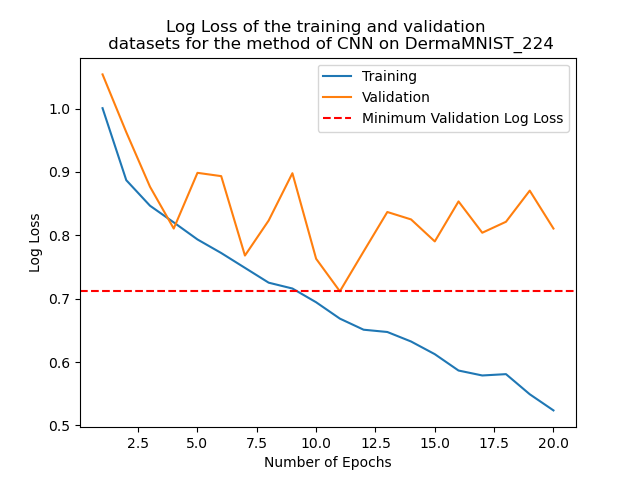 Log Loss of the training and validation
datasets for the method of CNN on DermaMNIST_224
Training
Validation
Minimum Validation Log Loss
Log Loss
1.0
0.9
0.8
0.7
0.6
0.5
2.5 5.0 7.5 10.0 12.5 15.0 17.5 20.0
Number of Epochs